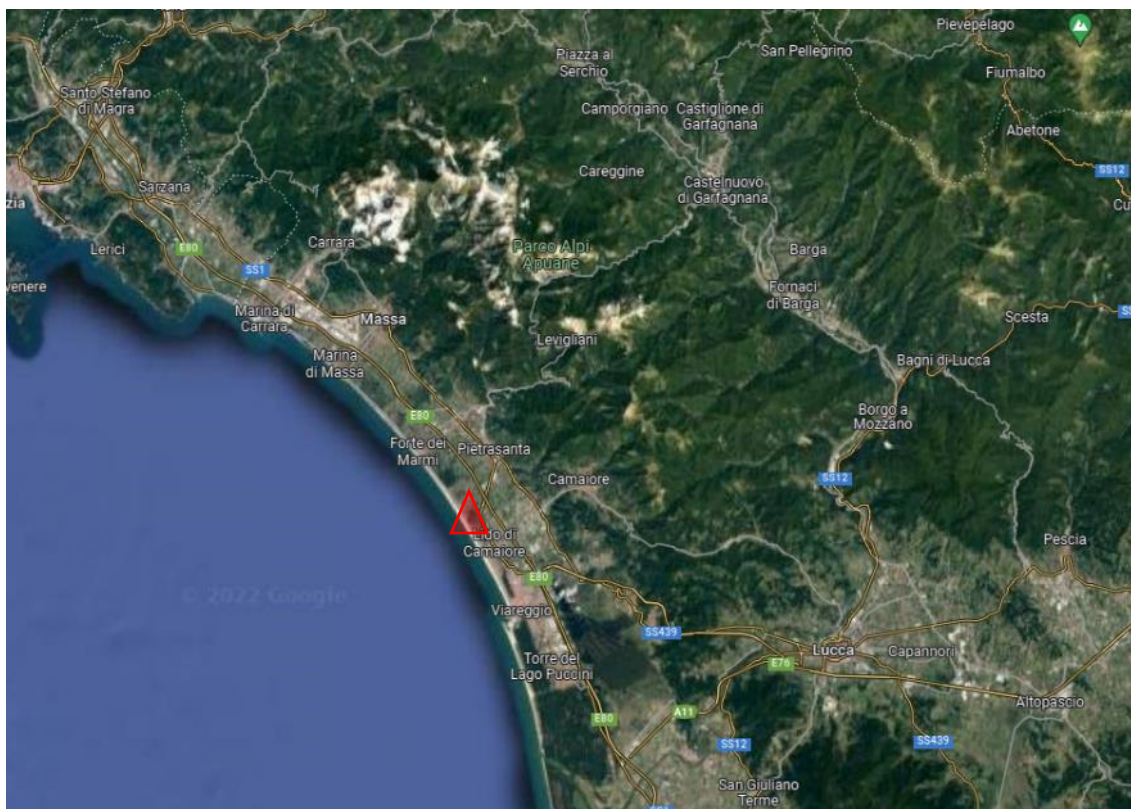 Pievepelago
San Pellegrino
Piazza al
Serchio
Fiumalbo
Santo Stefano
di Magra
Camporgiano
Castiglione di
Garfagnana
Abetone
SS12
Careggine
Sarzana
Castelnuovo
di Garfagnana
zia
Cu
Lerici
E80
Carrara
Parco Alpi
Apuane
Barga
SS1
venere
Fornaci
di Barga
Marina di
Carrara
Massa
Scesta
Levigliani
Marina
di Massa
Bagni di Lucca
E80
Borgo a
Mozzano
Forte dei
Marmi
Pietrasanta
Camaiore
SS12
Lido di
Camaiore
Pescia
E80
© 2022 Google
Viareggio
SS439
Lucca
Capannori
E76
Torre del
Lago Puccini
Altopascio
E80
A11
SS12
SS439
San Giuliano
Terme